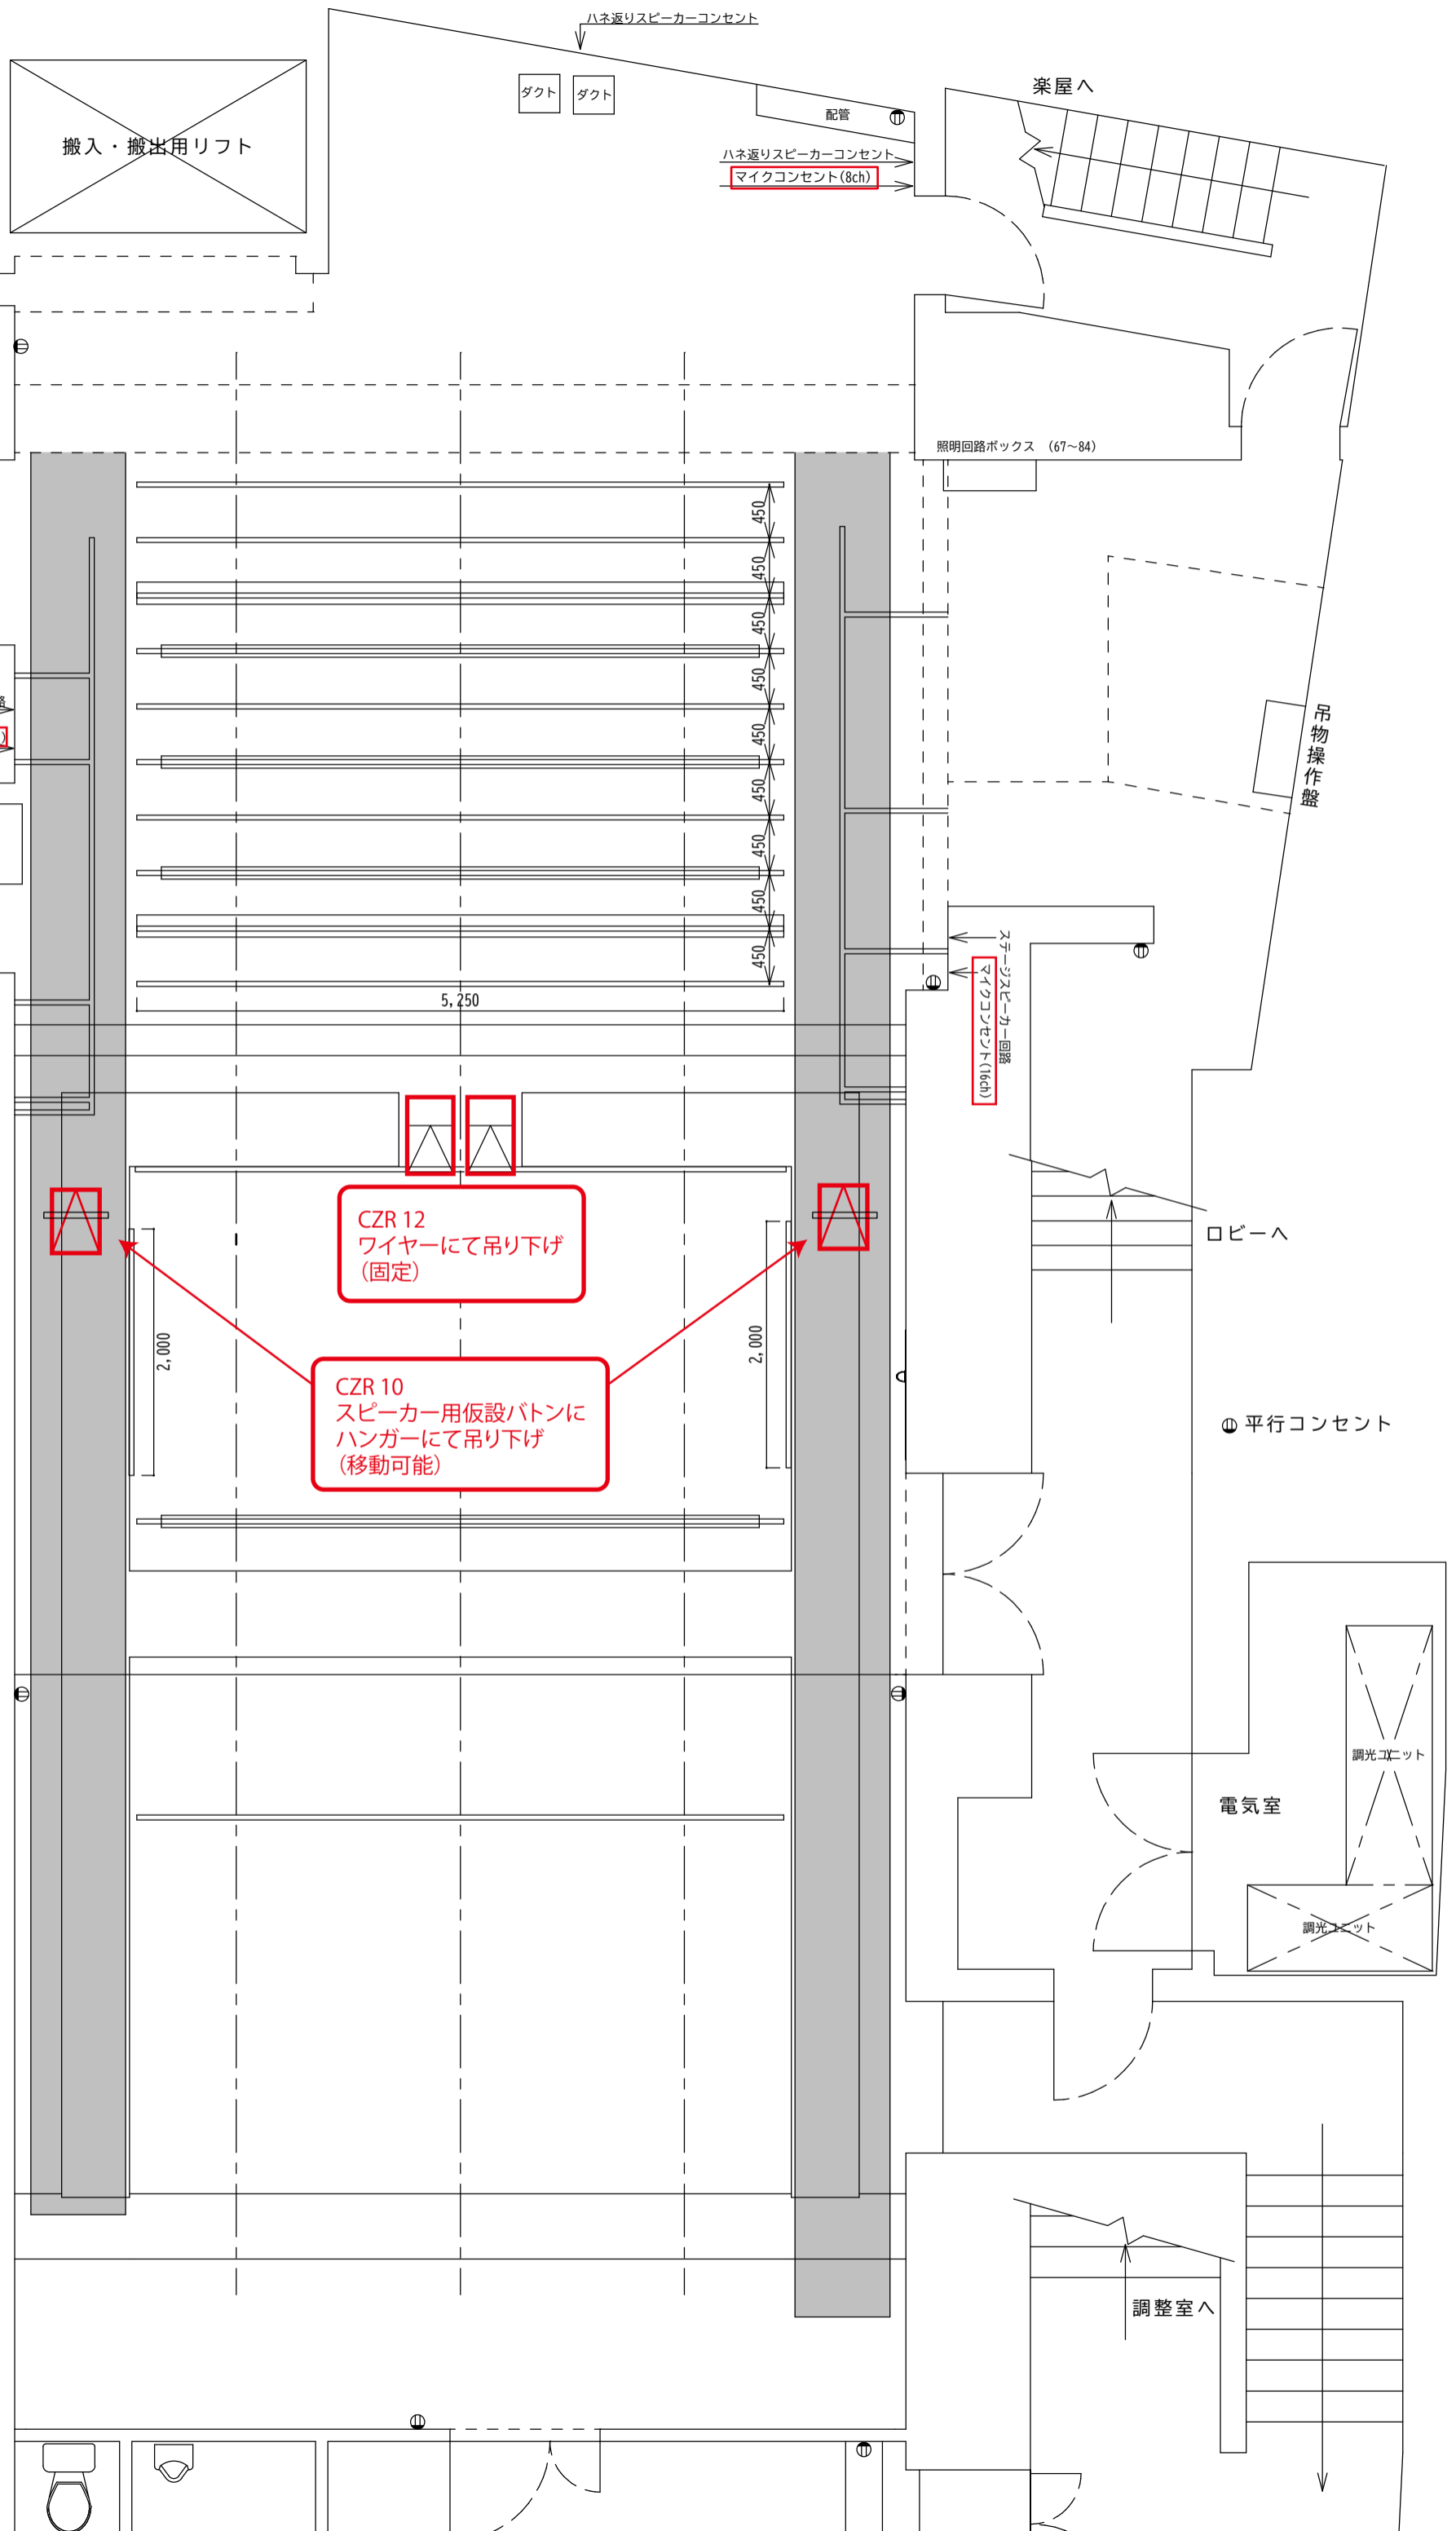 ハネ返りスピーカーコンセント
ダクト
ダクト
楽屋へ
配管
搬入・搬出用リフト
ハネ返りスピーカーコンセント
マイクコンセント(8ch)
照明回路ボックス (67～84)
450
450
450
450
450
450
450
450
450
吊物操作盤
5,250
ステージスピーカー回路
マイクコンセント(16ch)
CZR 12
ワイヤーにて吊り下げ
(固定)
ロビーへ
2,000
2,000
CZR 10
スピーカー用仮設バトンに
ハンガーにて吊り下げ
(移動可能)
平行コンセント
調光ユニット
電気室
調光ユニット
調整室へ